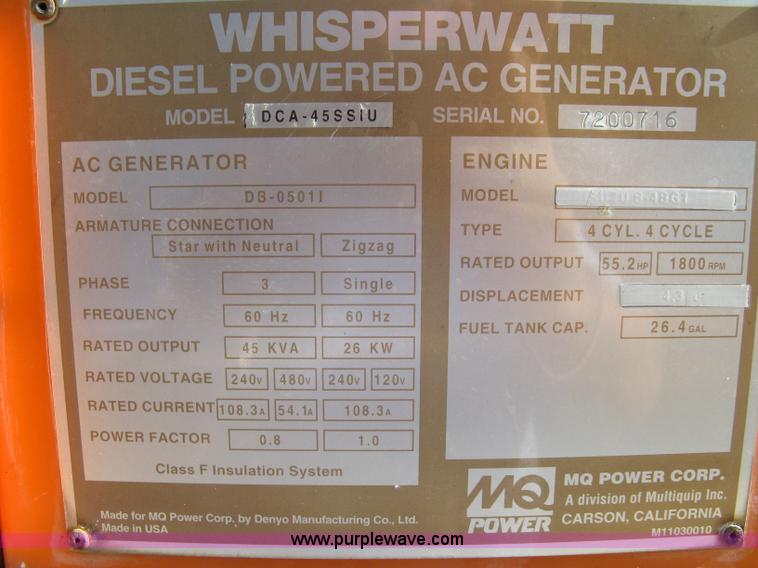 WHISPERWATT
DIESEL POWERED AC GENERATOR
MODEL DCA-45SSIU SERIAL NO. 7200716
AC GENERATOR
MODEL DB-0501I
ARMATURE CONNECTION
Star with Neutral Zigzag
PHASE 3 Single
FREQUENCY 60 Hz 60 Hz
RATED OUTPUT 45 KVA 26 KW
RATED VOLTAGE 240V 480V 240V 120V
RATED CURRENT 108.3A 54.1A 108.3A
POWER FACTOR 0.8 1.0
Class F Insulation System
ENGINE
MODEL
TYPE 4 CYL. 4 CYCLE
RATED OUTPUT 55.2HP 1800RPM
DISPLACEMENT 4.3
FUEL TANK CAP. 26.4GAL
MQ
POWER
MQ POWER CORP.
A division of Multiquip Inc.
CARSON, CALIFORNIA
M11030010
Made for MQ Power Corp. by Denyo Manufacturing Co., Ltd.
Made in USA
www.purplewave.com